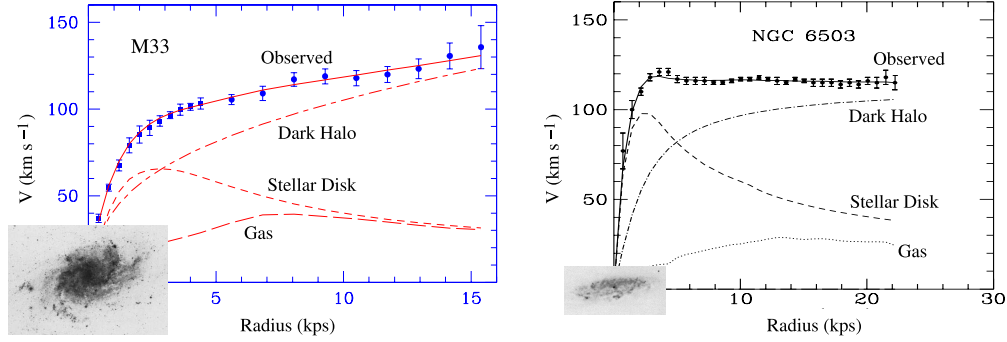 150
100
50
V (km s⁻¹)
M33
Observed
Dark Halo
Stellar Disk
Gas
5
10
15
Radius (kps)
150
100
50
V (km s⁻¹)
NGC 6503
Observed
Dark Halo
Stellar Disk
Gas
10
20
30
Radius (kps)